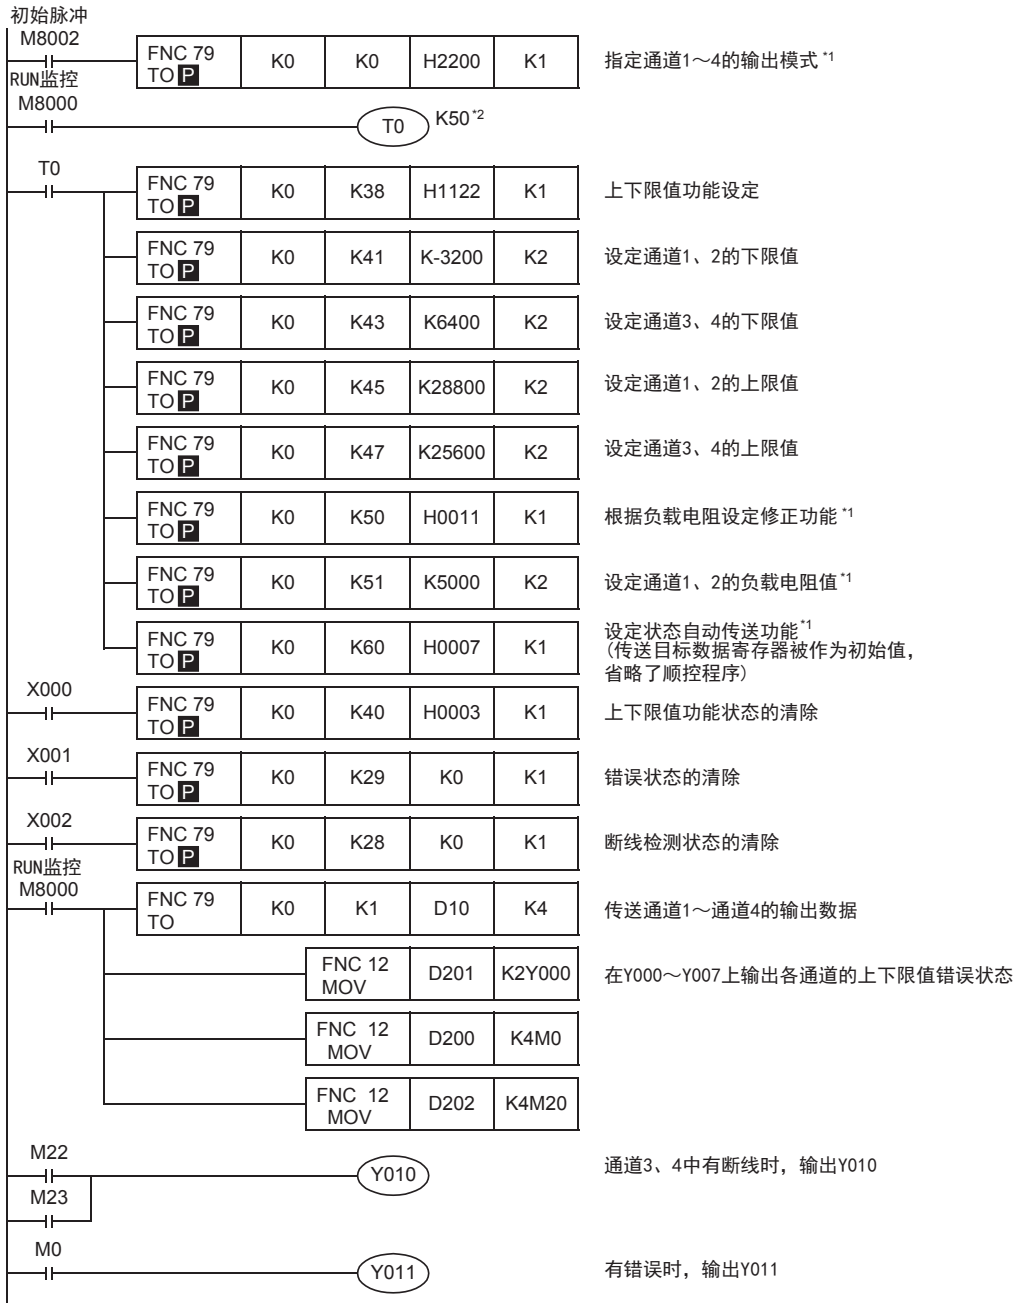 初始脉冲
M8002
FNC 79 TO P K0 K0 H2200 K1 指定通道1～4的输出模式 *1
RUN监控
M8000
T0 K50 *2
T0
FNC 79 TO P K0 K38 H1122 K1 上下限值功能设定
FNC 79 TO P K0 K41 K-3200 K2 设定通道1、2的下限值
FNC 79 TO P K0 K43 K6400 K2 设定通道3、4的下限值
FNC 79 TO P K0 K45 K28800 K2 设定通道1、2的上限值
FNC 79 TO P K0 K47 K25600 K2 设定通道3、4的上限值
FNC 79 TO P K0 K50 H0011 K1 根据负载电阻设定修正功能 *1
FNC 79 TO P K0 K51 K5000 K2 设定通道1、2的负载电阻值 *1
FNC 79 TO P K0 K60 H0007 K1 设定状态自动传送功能 *1
(传送目标数据寄存器被作为初始值，
省略了顺控程序)
X000
FNC 79 TO P K0 K40 H0003 K1 上下限值功能状态的清除
X001
FNC 79 TO P K0 K29 K0 K1 错误状态的清除
X002
FNC 79 TO P K0 K28 K0 K1 断线检测状态的清除
RUN监控
M8000
FNC 79 TO K0 K1 D10 K4 传送通道1～通道4的输出数据
FNC 12 MOV D201 K2Y000 在Y000～Y007上输出各通道的上下限值错误状态
FNC 12 MOV D200 K4M0
FNC 12 MOV D202 K4M20
M22
Y010 通道3、4中有断线时，输出Y010
M23
M0
Y011 有错误时，输出Y011